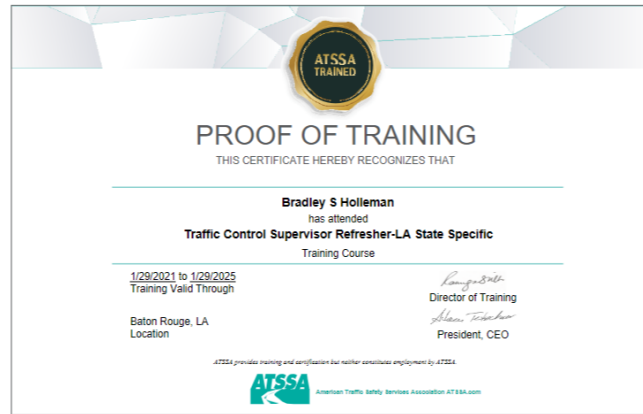 ATSSA
TRAINED
PROOF OF TRAINING
THIS CERTIFICATE HEREBY RECOGNIZES THAT
Bradley S Holleman
has attended
Traffic Control Supervisor Refresher-LA State Specific
Training Course
1/29/2021 to 1/29/2025
Training Valid Through
Director of Training
Baton Rouge, LA
Location
President, CEO
ATSSA provides training and certification but neither constitutes employment by ATSSA.
ATSSA
American Traffic Safety Services Association ATSSA.com